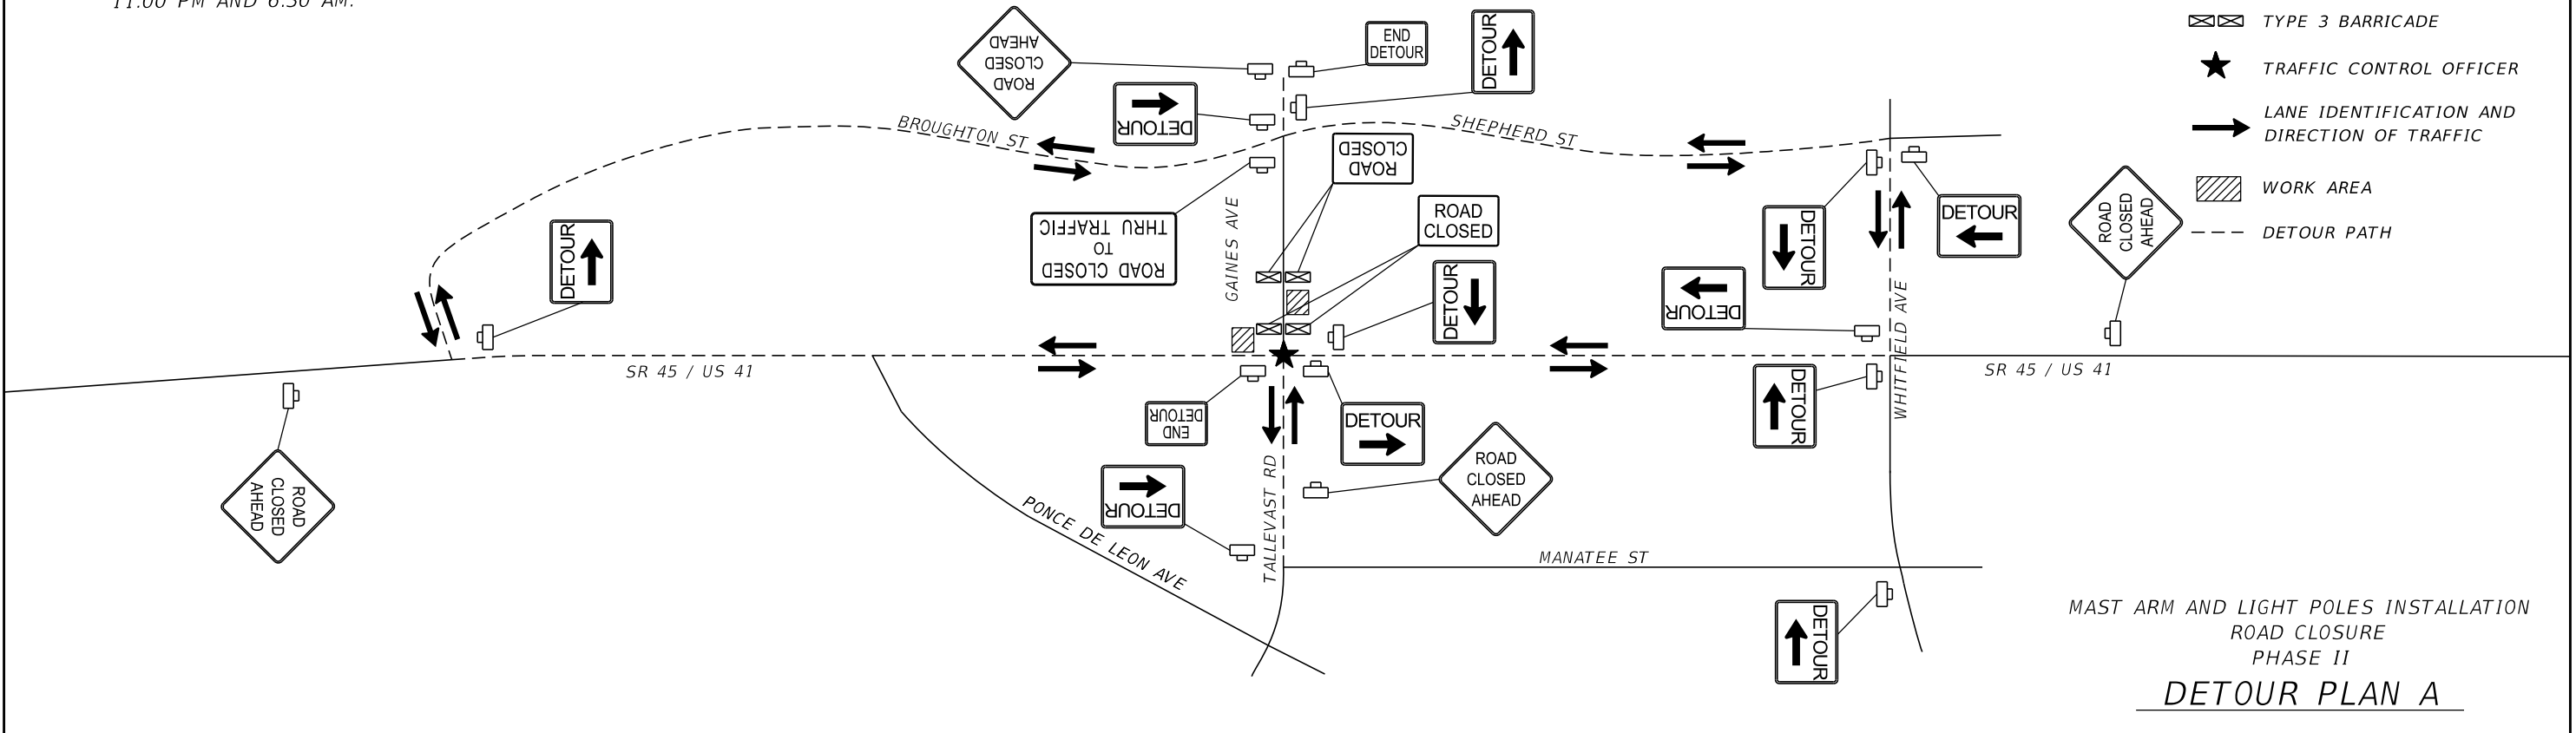 11:00 PM AND 6:30 AM.
ROAD
CLOSED
AHEAD
END
DETOUR
DETOUR
DETOUR
BROUGHTON ST
SHEPHERD ST
ROAD
CLOSED
ROAD CLOSED
TO
THRU TRAFFIC
GAINES AVE
ROAD
CLOSED
DETOUR
DETOUR
DETOUR
DETOUR
DETOUR
ROAD
CLOSED
AHEAD
WHITFIELD AVE
SR 45 / US 41
SR 45 / US 41
ROAD
CLOSED
AHEAD
END
DETOUR
DETOUR
DETOUR
ROAD
CLOSED
AHEAD
DETOUR
TALLEVAST RD
PONCE DE LEON AVE
MANATEE ST
DETOUR
TYPE 3 BARRICADE
TRAFFIC CONTROL OFFICER
LANE IDENTIFICATION AND
DIRECTION OF TRAFFIC
WORK AREA
DETOUR PATH
MAST ARM AND LIGHT POLES INSTALLATION
ROAD CLOSURE
PHASE II
DETOUR PLAN A